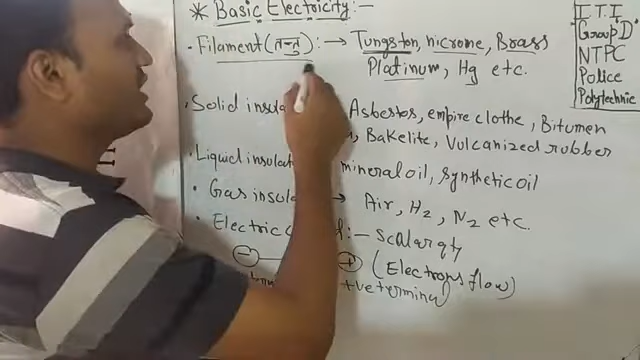 * Basic Electricity:-
• Filament (तन्तु):→ Tungston, nicrome, Brass
Platinum, Hg etc.
• Solid insula Asbestos, empire clothe, Bitumen
Bakelite, Vulcanized rubber
• Liquid insulat mineral oil, synthetic oil
• Gas insula → Air, H₂, N₂ etc.
• Electric :- Scalar qty
- + (Electrons flow)
+ve terminal
I T I
Group 'D'
NTPC
Police
Polytechnic